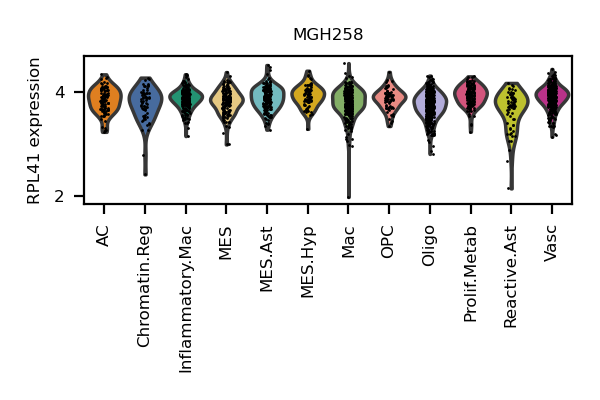 MGH258
RPL41 expression
4
2
AC
Chromatin.Reg
Inflammatory.Mac
MES
MES.Ast
MES.Hyp
Mac
OPC
Oligo
Prolif.Metab
Reactive.Ast
Vasc